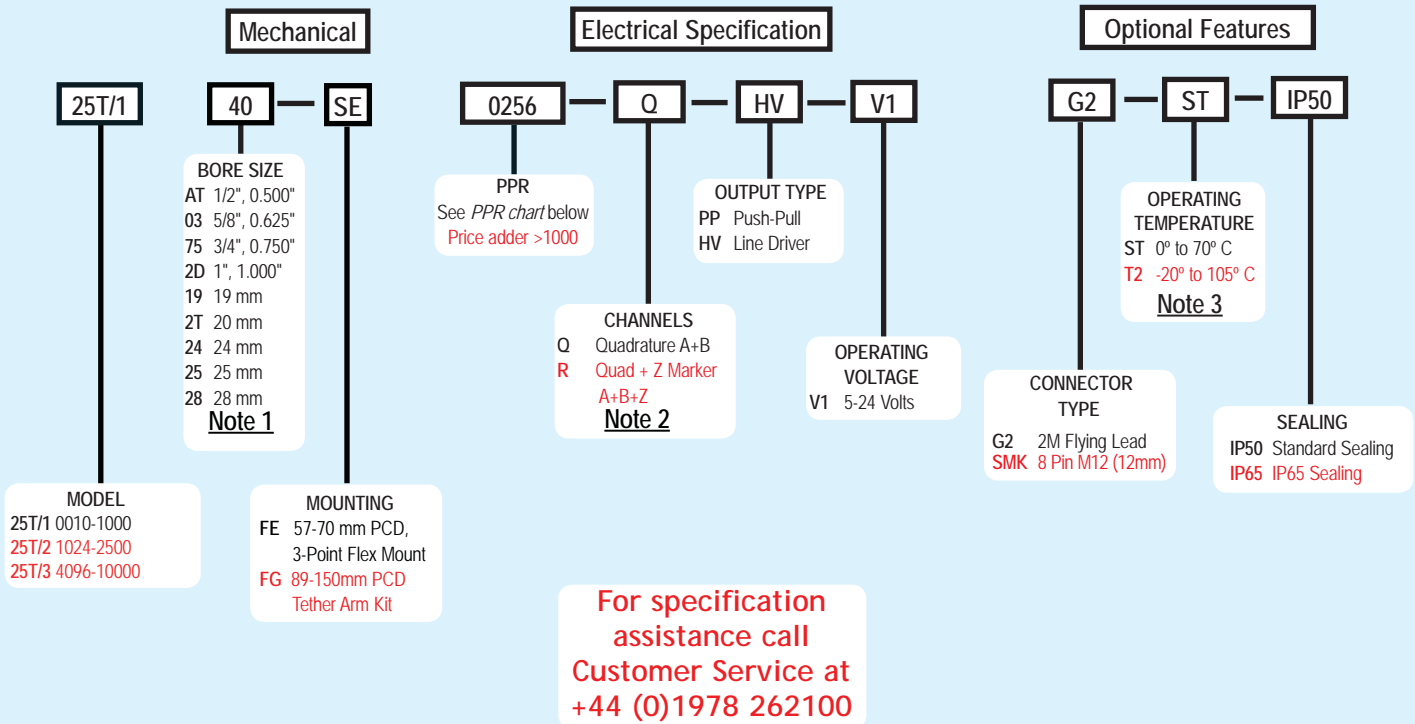 Mechanical
Electrical Specification
Optional Features
25T/1
40
SE
0256
Q
HV
V1
G2
ST
IP50
BORE SIZE
AT 1/2", 0.500"
03 5/8", 0.625"
75 3/4", 0.750"
2D 1", 1.000"
19 19 mm
2T 20 mm
24 24 mm
25 25 mm
28 28 mm
Note 1
PPR
See PPR chart below
Price adder >1000
OUTPUT TYPE
PP Push-Pull
HV Line Driver
OPERATING
TEMPERATURE
ST 0º to 70º C
T2 -20º to 105º C
Note 3
CHANNELS
Q Quadrature A+B
R Quad + Z Marker
A+B+Z
Note 2
OPERATING
VOLTAGE
V1 5-24 Volts
CONNECTOR
TYPE
G2 2M Flying Lead
SMK 8 Pin M12 (12mm)
SEALING
IP50 Standard Sealing
IP65 IP65 Sealing
MODEL
25T/1 0010-1000
25T/2 1024-2500
25T/3 4096-10000
MOUNTING
FE 57-70 mm PCD,
3-Point Flex Mount
FG 89-150mm PCD
Tether Arm Kit
For specification
assistance call
Customer Service at
+44 (0)1978 262100